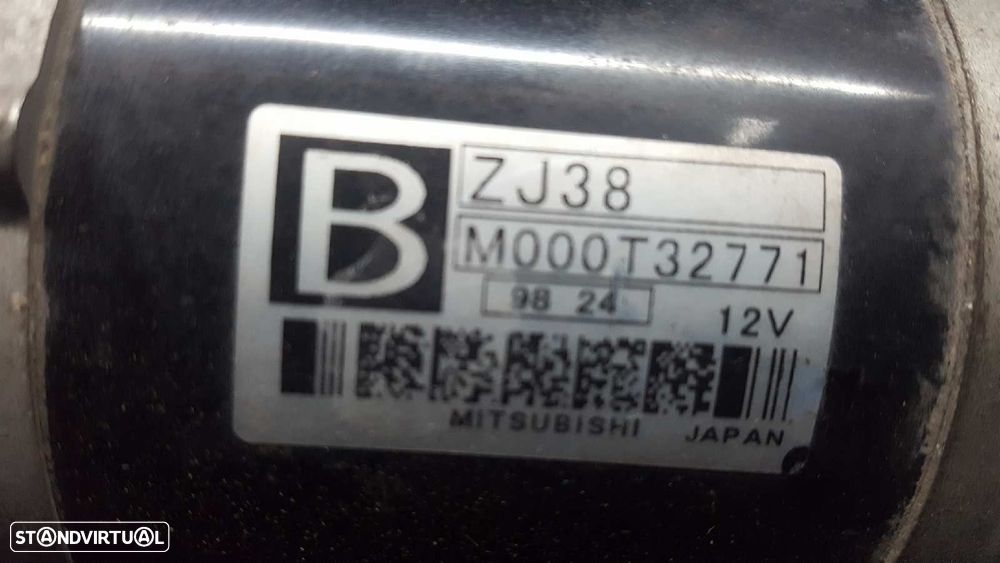 B
ZJ38
M000T32771
98 24
12V
MITSUBISHI JAPAN
STANDVIRTUAL